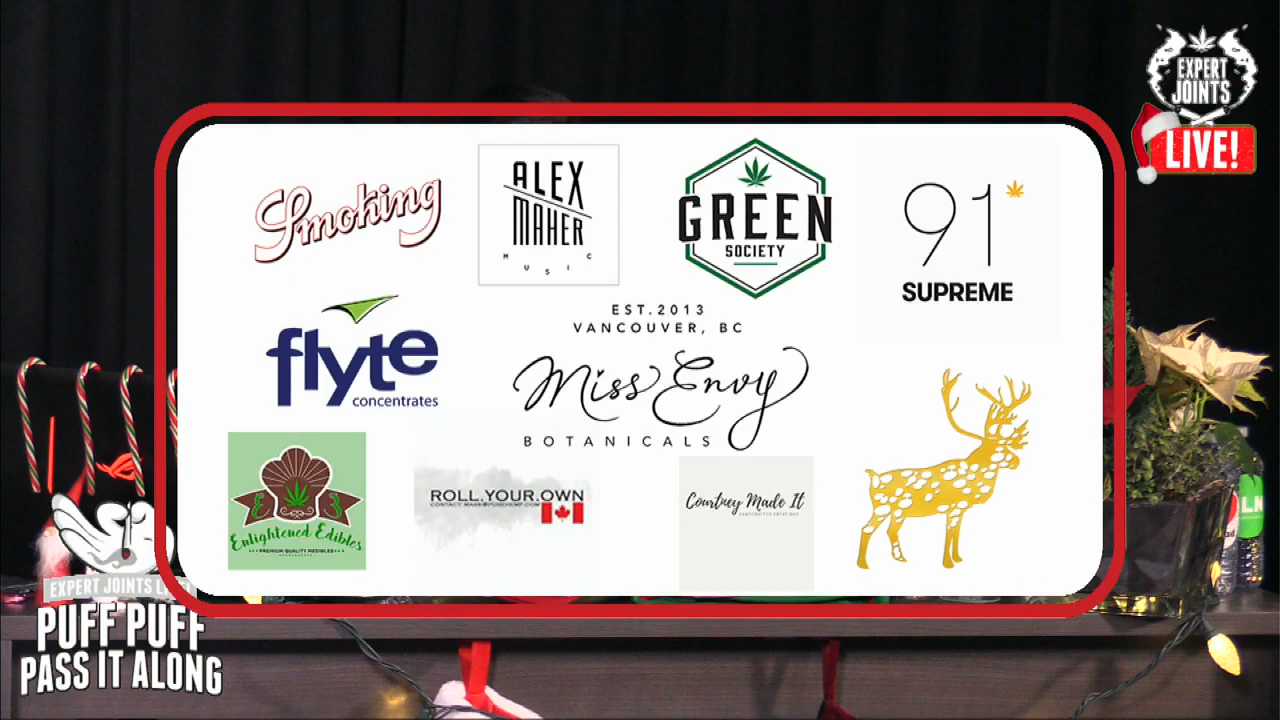 EXPERT
JOINTS
LIVE!
Smoking
ALEX
MAHER
MUSIC
GREEN
SOCIETY
91
SUPREME
flyte
concentrates
EST.2013
VANCOUVER, BC
Miss Envy
BOTANICALS
Enlightened Edibles
PREMIUM QUALITY MEDIBLES
ROLL.YOUR.OWN
Courtney Made It
EXPERT JOINTS LIVE!
PUFF PUFF
PASS IT ALONG